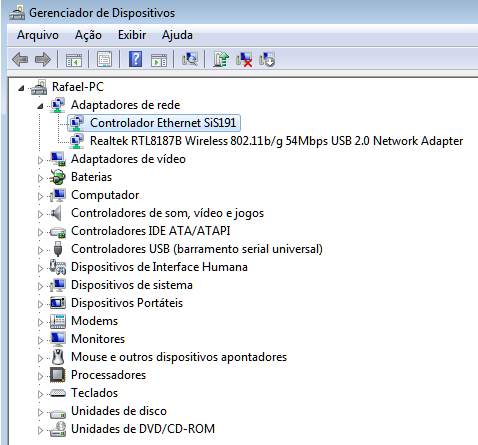 Gerenciador de Dispositivos
Arquivo Ação Exibir Ajuda
Rafael-PC
Adaptadores de rede
Controlador Ethernet SiS191
Realtek RTL8187B Wireless 802.11b/g 54Mbps USB 2.0 Network Adapter
Adaptadores de vídeo
Baterias
Computador
Controladores de som, vídeo e jogos
Controladores IDE ATA/ATAPI
Controladores USB (barramento serial universal)
Dispositivos de Interface Humana
Dispositivos de sistema
Dispositivos Portáteis
Modems
Monitores
Mouse e outros dispositivos apontadores
Processadores
Teclados
Unidades de disco
Unidades de DVD/CD-ROM